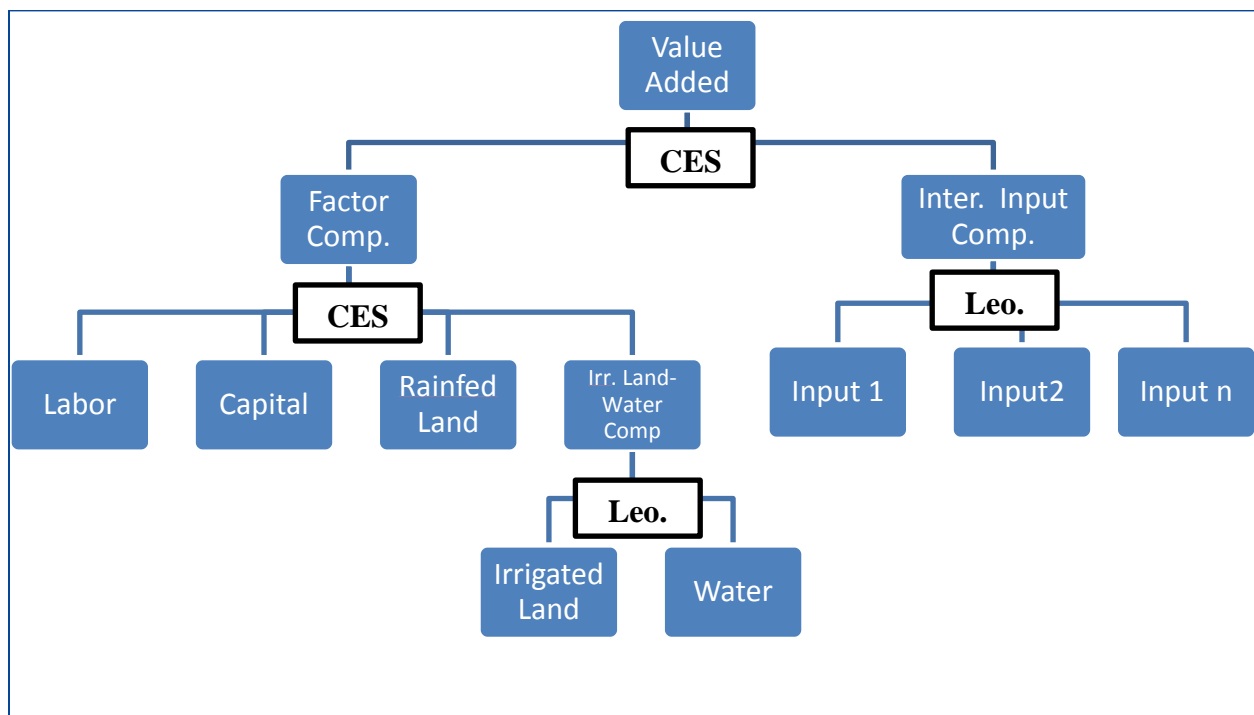 Value
Added
CES
Factor
Comp.
Inter. Input
Comp.
CES
Leo.
Labor
Capital
Rainfed
Land
Irr. Land-
Water
Comp
Input 1
Input2
Input n
Leo.
Irrigated
Land
Water